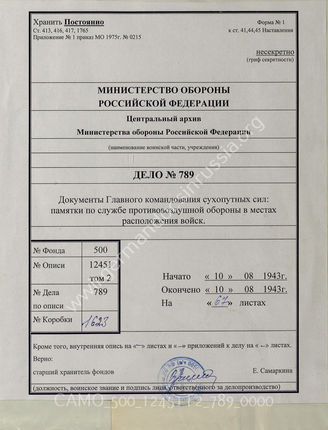 Хранить Постоянно
Форма № 1
Ст. 413, 416, 417, 1765
к ст. 41,44,45 Наставления
Приложение № 1 приказ МО 1975г. № 0215
несекретно
(гриф секретности)
МИНИСТЕРСТВО ОБОРОНЫ
РОССИЙСКОЙ ФЕДЕРАЦИИ
Центральный архив
Министерства обороны Российской Федерации
(наименование воинской части, учреждения)
ДЕЛО № 789
Документы Главного командования сухопутных сил:
памятки по службе противовоздушной обороны в местах
расположения войск.
№ Фонда 500
№ Описи 12451
том 2
№ Дела 789
по описи
№ Коробки 1623
Начато « 10 » 08 1943г.
Окончено « 10 » 08 1943г.
На « 67 » листах
Кроме того, внутренняя опись на «—» листах и «–» приложений к делу на «–» листах.
Верно:
старший хранитель фондов Е. Самаркина
(должность, воинское звание и подпись лица ответственного за делопроизводство)
www.germandocsinrussia.org